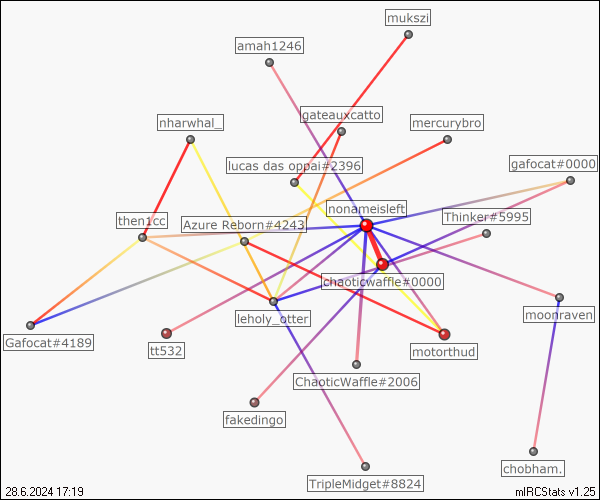 mukszi
amah1246
gateauxcatto
nharwhal_
mercurybro
lucas das oppai#2396
gafocat#0000
nonameisleft
Thinker#5995
then1cc
Azure Reborn#4243
chaoticwaffle#0000
leholy_otter
moonraven
Gafocat#4189
tt532
motorthud
ChaoticWaffle#2006
fakedingo
chobham.
TripleMidget#8824
28.6.2024 17:19
mIRCStats v1.25